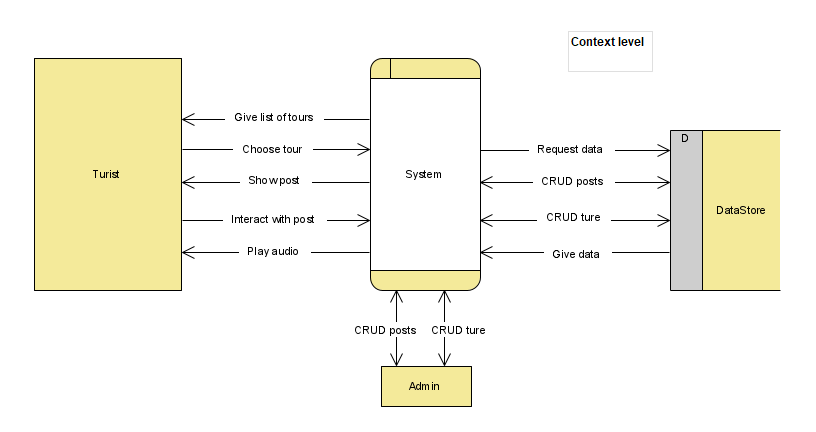 Context level
Give list of tours
Choose tour
Show post
Interact with post
Play audio
Turist
System
Request data
CRUD posts
CRUD ture
Give data
D
DataStore
CRUD posts
CRUD ture
Admin